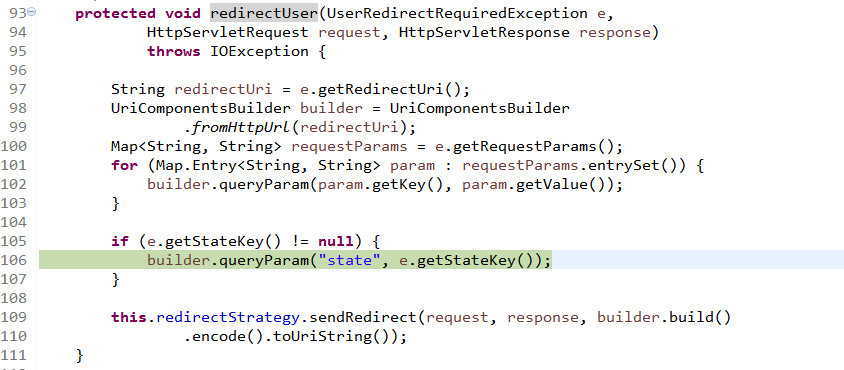 93 protected void redirectUser(UserRedirectRequiredException e,
94 HttpServletRequest request, HttpServletResponse response)
95 throws IOException {
96
97 String redirectUri = e.getRedirectUri();
98 UriComponentsBuilder builder = UriComponentsBuilder
99 .fromHttpUrl(redirectUri);
100 Map<String, String> requestParams = e.getRequestParams();
101 for (Map.Entry<String, String> param : requestParams.entrySet()) {
102 builder.queryParam(param.getKey(), param.getValue());
103 }
104
105 if (e.getStateKey() != null) {
106 builder.queryParam("state", e.getStateKey());
107 }
108
109 this.redirectStrategy.sendRedirect(request, response, builder.build()
110 .encode().toUriString());
111 }